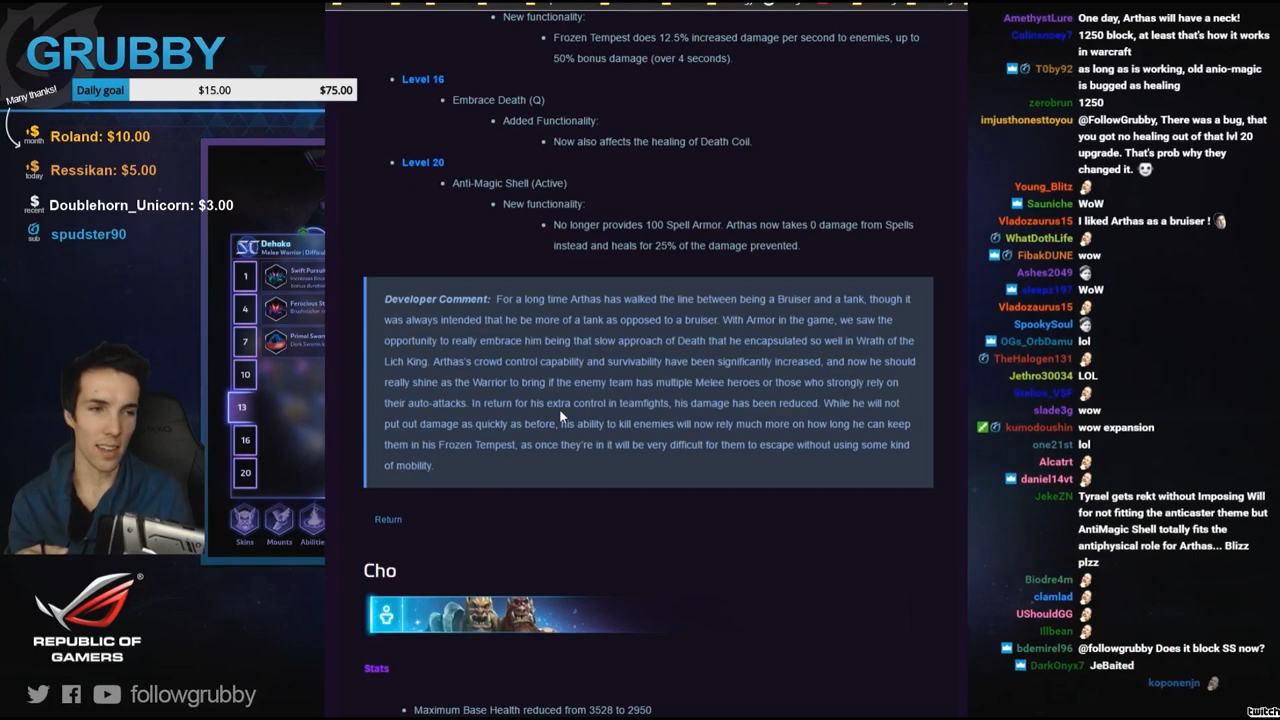 GRUBBY
Daily goal
$15.00
$75.00
Many thanks!
$ month
Roland: $10.00
$ today
Ressikan: $5.00
$ recent
Doublehorn_Unicorn: $3.00
sub
spudster90
Dehaka
Melee Warrior | Difficul
1
Swift Pursuit
4
Ferocious St
7
Primal Swarm
10
13
16
20
Skins
Mounts
Abilities
REPUBLIC OF
GAMERS
followgrubby
New functionality:
Frozen Tempest does 12.5% increased damage per second to enemies, up to
50% bonus damage (over 4 seconds).
Level 16
Embrace Death (Q)
Added Functionality:
Now also affects the healing of Death Coil.
Level 20
Anti-Magic Shell (Active)
New functionality:
No longer provides 100 Spell Armor. Arthas now takes 0 damage from Spells
instead and heals for 25% of the damage prevented.
Developer Comment: For a long time Arthas has walked the line between being a Bruiser and a tank, though it
was always intended that he be more of a tank as opposed to a bruiser. With Armor in the game, we saw the
opportunity to really embrace him being that slow approach of Death that he encapsulated so well in Wrath of the
Lich King. Arthas's crowd control capability and survivability have been significantly increased, and now he should
really shine as the Warrior to bring if the enemy team has multiple Melee heroes or those who strongly rely on
their auto-attacks. In return for his extra control in teamfights, his damage has been reduced. While he will not
put out damage as quickly as before, his ability to kill enemies will now rely much more on how long he can keep
them in his Frozen Tempest, as once they're in it will be very difficult for them to escape without using some kind
of mobility.
Return
Cho
Stats
Maximum Base Health reduced from 3528 to 2950
AmethystLure One day, Arthas will have a neck!
1250 block, at least that's how it works
in warcraft
T0by92 as long as is working, old anio-magic
is bugged as healing
zerobrun 1250
imjusthonesttoyou @FollowGrubby, There was a bug, that
you got no healing out of that lvl 20
upgrade. That's prob why they
changed it.
Young_Blitz
Sauniche WoW
Vladozaurus15 I liked Arthas as a bruiser !
WhatDothLife
FibakDUNE wow
Ashes2049
sleepz197 WoW
Vladozaurus15
SpookySoul
OGs_OrbDamu lol
TheHalogen131
Jethro30034 LOL
slade3g wow
kumodoushin wow expansion
one21st lol
Alcatrt
daniel14vt
JekeZN Tyrael gets rekt without Imposing Will
for not fitting the anticaster theme but
AntiMagic Shell totally fits the
antiphysical role for Arthas... Blizz
plzz
Biodre4m
clamlad
UShouldGG
Illbean
bdemirel96 @followgrubby Does it block SS now?
DarkOnyx7 JeBaited
koponenjn
twitch